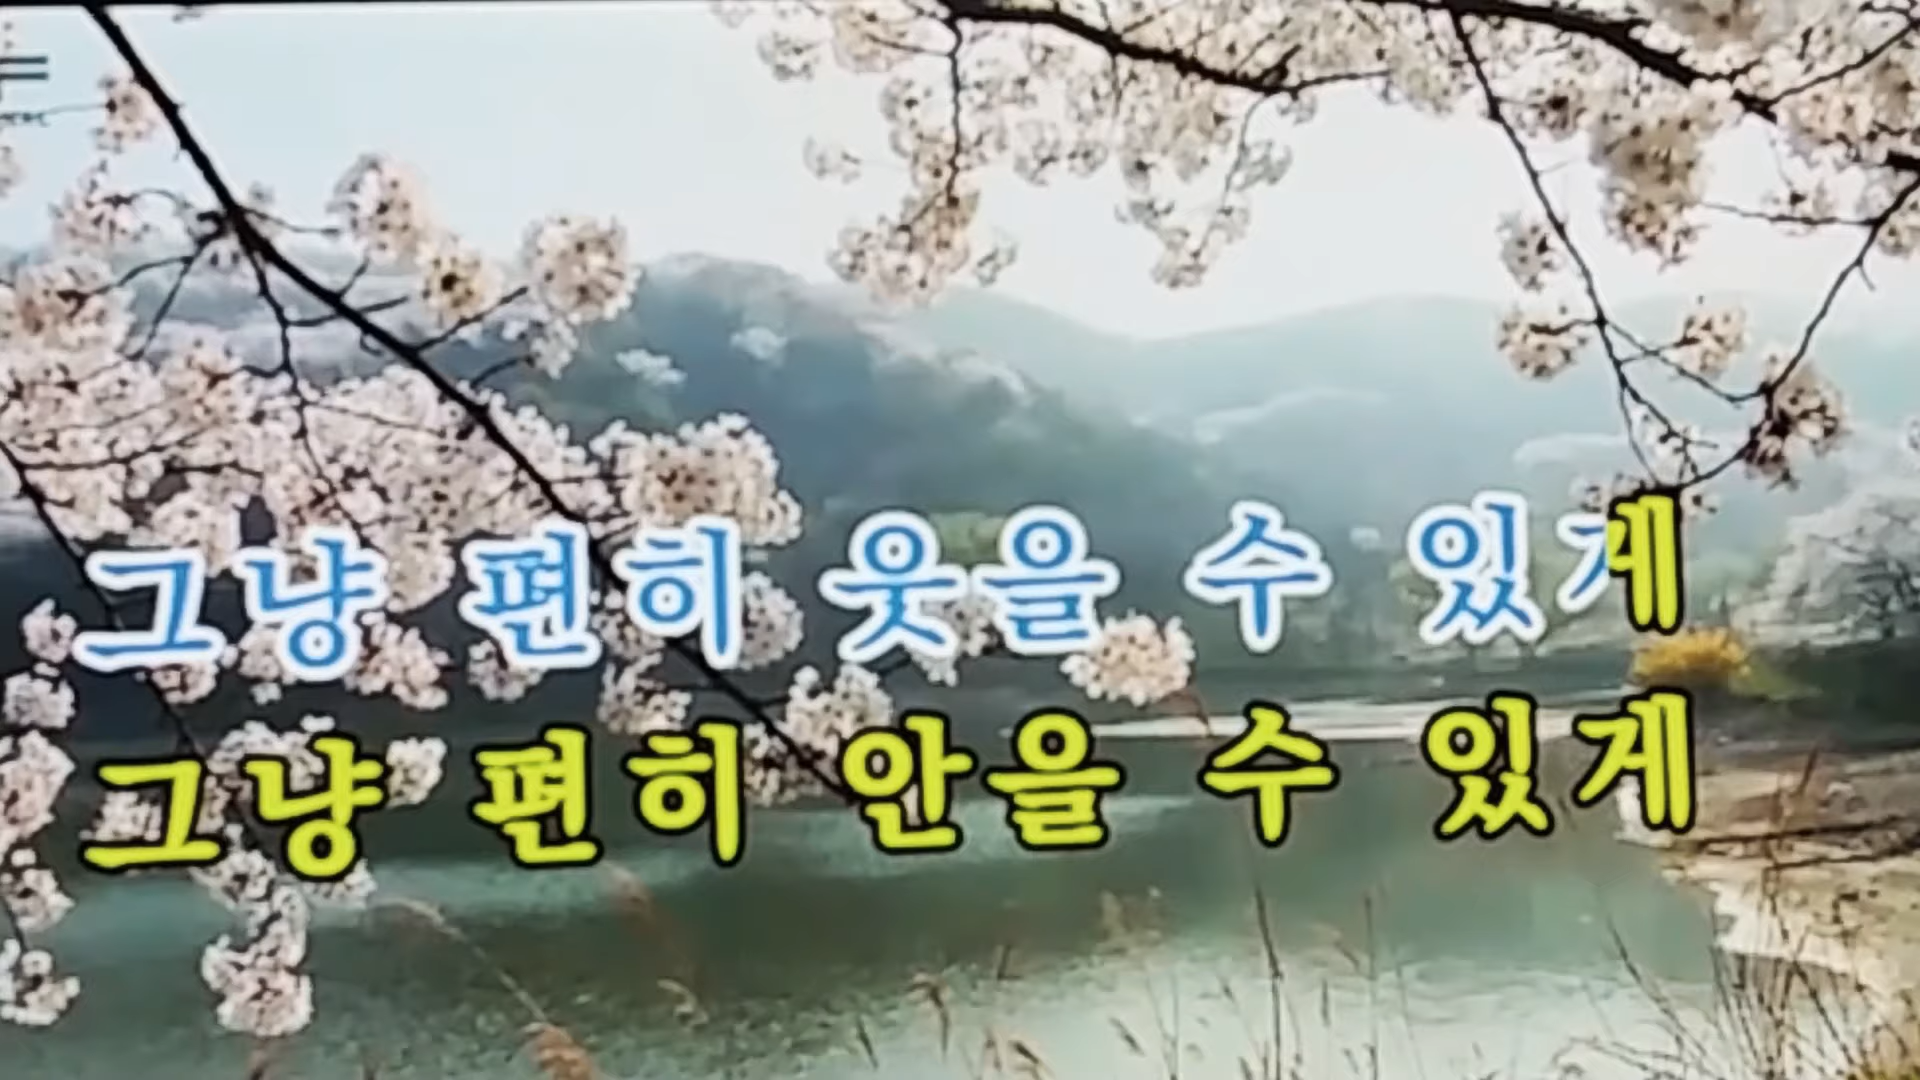 그냥 편히 웃을 수 있게
그냥 편히 안을 수 있게